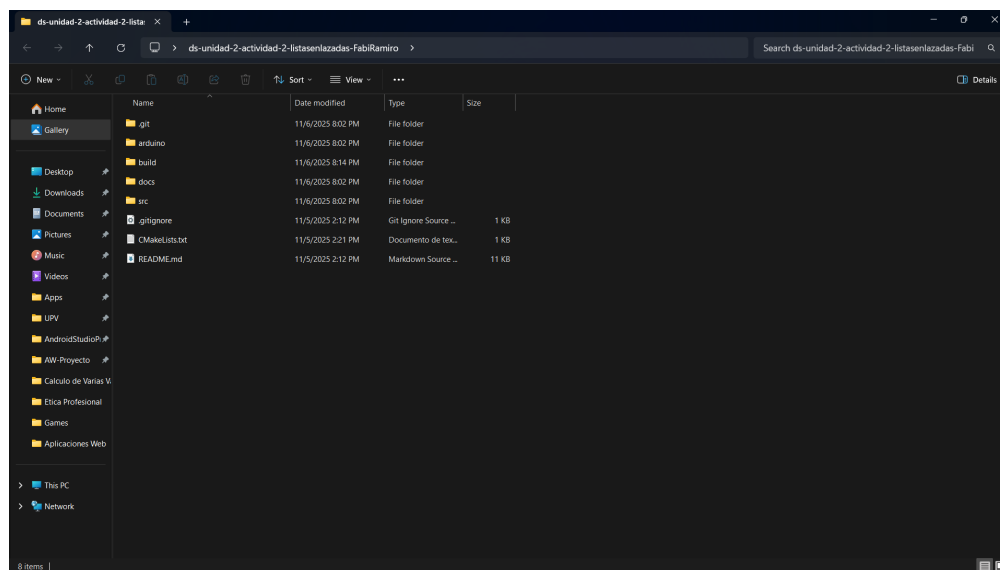 ds-unidad-2-actividad-2-lista:
ds-unidad-2-actividad-2-listasenlazadas-FabiRamiro
Search ds-unidad-2-actividad-2-listasenlazadas-Fabi
New Sort View ... Details
Name Date modified Type Size
.git 11/6/2025 8:02 PM File folder
arduino 11/6/2025 8:02 PM File folder
build 11/6/2025 8:14 PM File folder
docs 11/6/2025 8:02 PM File folder
src 11/6/2025 8:02 PM File folder
.gitignore 11/5/2025 2:12 PM Git Ignore Source ... 1 KB
CMakeLists.txt 11/5/2025 2:21 PM Documento de tex... 1 KB
README.md 11/5/2025 2:12 PM Markdown Source ... 11 KB
Home
Gallery
Desktop
Downloads
Documents
Pictures
Music
Videos
Apps
UPV
AndroidStudioPr
AW-Proyecto
Calculo de Varias Va
Etica Profesional
Games
Aplicaciones Web
This PC
Network
8 items